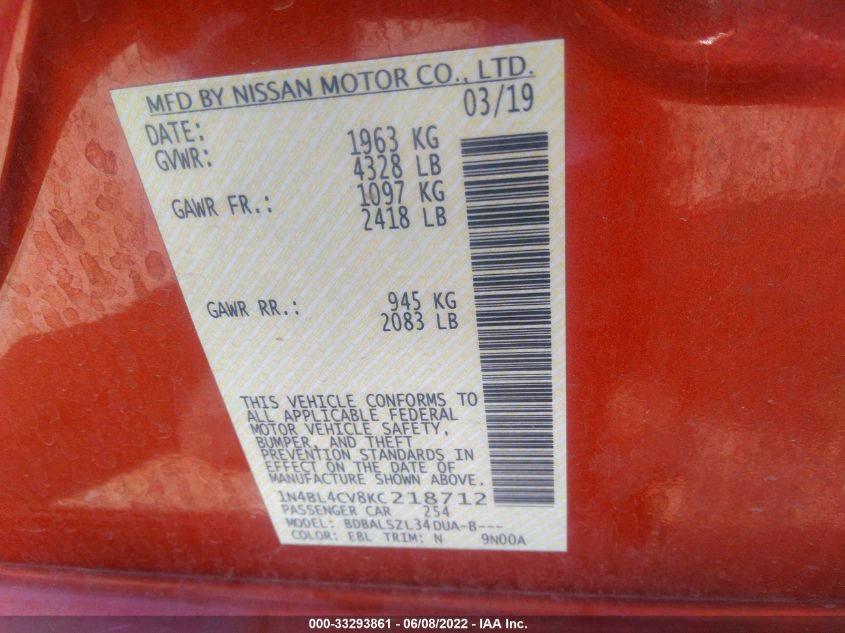 MFD BY NISSAN MOTOR CO., LTD.
DATE: 03/19
GVWR: 1963 KG
4328 LB
GAWR FR.: 1097 KG
2418 LB
GAWR RR.: 945 KG
2083 LB
THIS VEHICLE CONFORMS TO
ALL APPLICABLE FEDERAL
MOTOR VEHICLE SAFETY,
BUMPER, AND THEFT
PREVENTION STANDARDS IN
EFFECT ON THE DATE OF
MANUFACTURE SHOWN ABOVE.
1N4BL4CV8KC218712
PASSENGER CAR 254
MODEL: BDBALSZL34DUA-B---
COLOR: EBL TRIM: N 9N00A
000-33293861 - 06/08/2022 - IAA Inc.